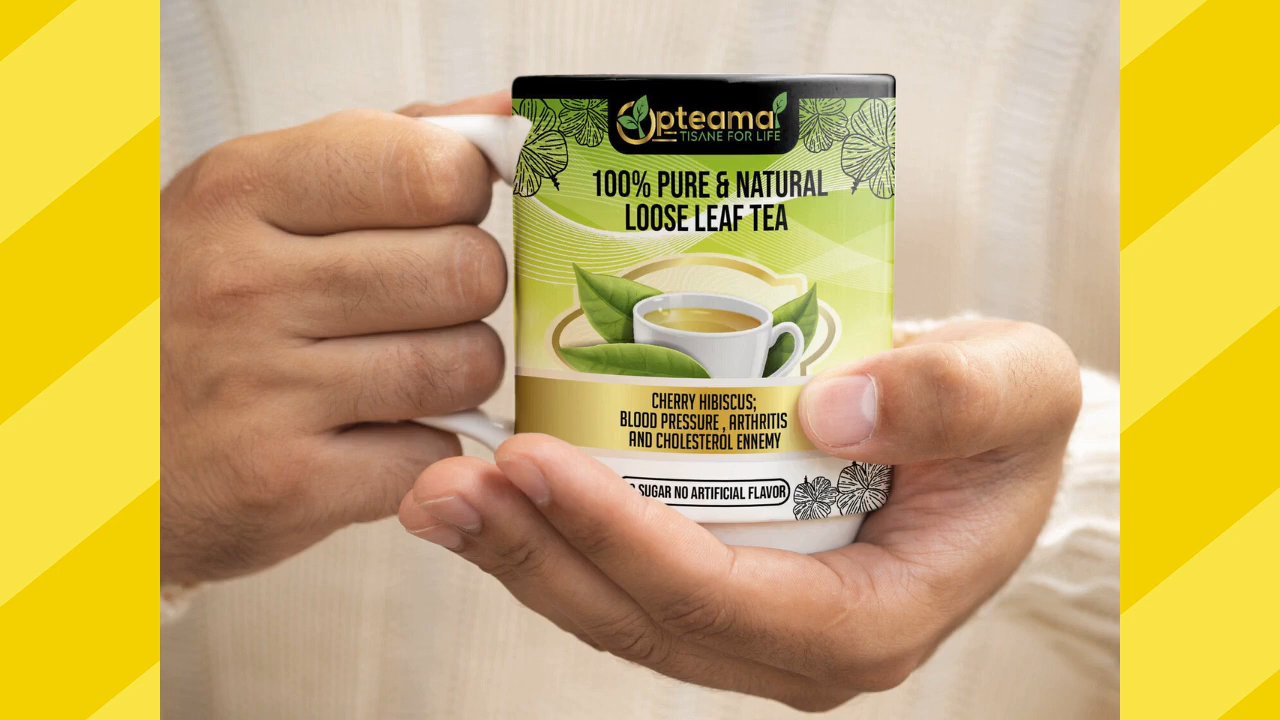 Opteama
TISANE FOR LIFE
100% PURE & NATURAL
LOOSE LEAF TEA
CHERRY HIBISCUS;
BLOOD PRESSURE , ARTHRITIS
AND CHOLESTEROL ENNEMY
SUGAR NO ARTIFICIAL FLAVOR